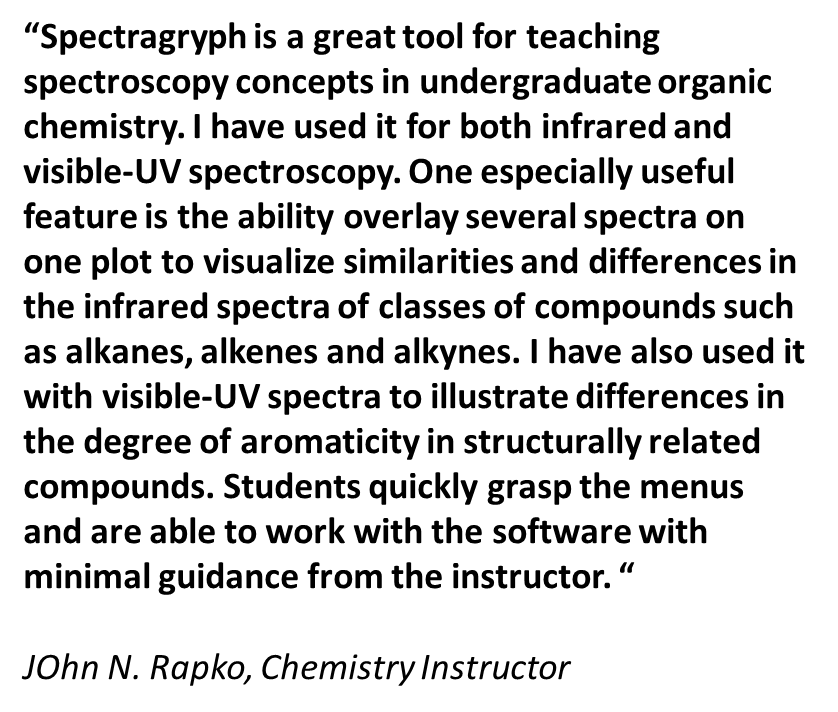 “Spectragryph is a great tool for teaching
spectroscopy concepts in undergraduate organic
chemistry. I have used it for both infrared and
visible-UV spectroscopy. One especially useful
feature is the ability overlay several spectra on
one plot to visualize similarities and differences in
the infrared spectra of classes of compounds such
as alkanes, alkenes and alkynes. I have also used it
with visible-UV spectra to illustrate differences in
the degree of aromaticity in structurally related
compounds. Students quickly grasp the menus
and are able to work with the software with
minimal guidance from the instructor. “
JOhn N. Rapko, Chemistry Instructor